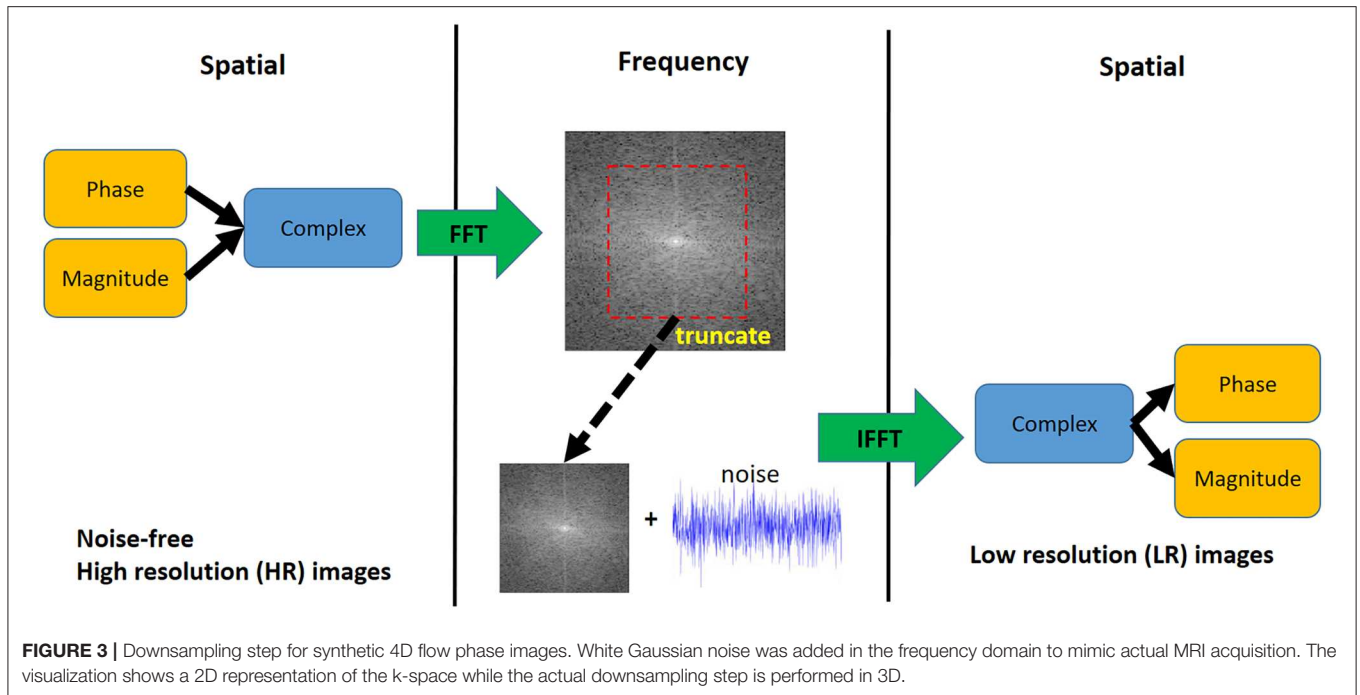 Spatial
Frequency
Spatial
Phase
Magnitude
Complex
FFT
truncate
noise
+
IFFT
Complex
Phase
Magnitude
Noise-free
High resolution (HR) images
Low resolution (LR) images
FIGURE 3 | Downsampling step for synthetic 4D flow phase images. White Gaussian noise was added in the frequency domain to mimic actual MRI acquisition. The
visualization shows a 2D representation of the k-space while the actual downsampling step is performed in 3D.